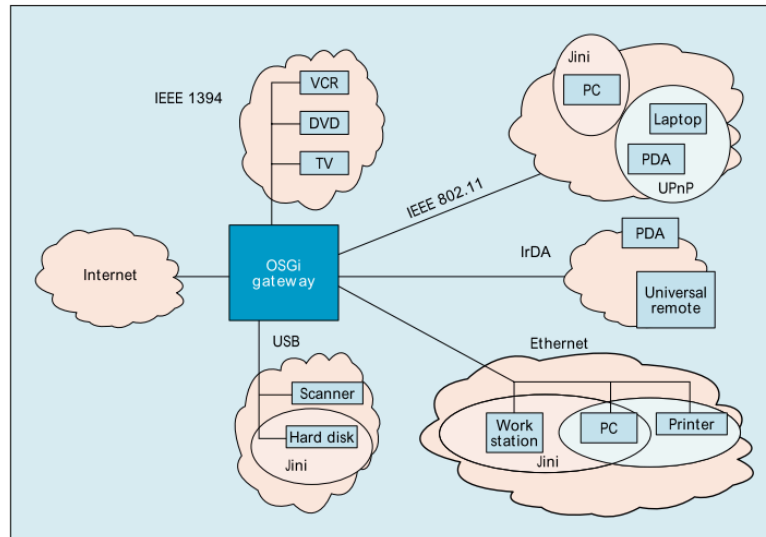 IEEE 1394
VCR
DVD
TV
Jini
PC
Laptop
PDA
UPnP
IEEE 802.11
Internet
OSGi
gateway
IrDA
PDA
Universal
remote
USB
Scanner
Hard disk
Jini
Ethernet
Work
station
PC
Printer
Jini